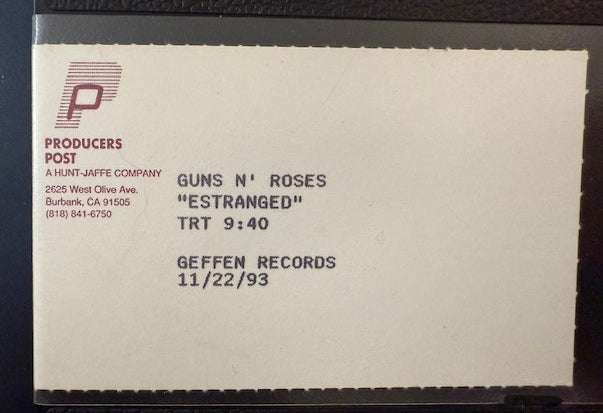 P
PRODUCERS
POST
A HUNT-JAFFE COMPANY
2625 West Olive Ave.
Burbank, CA 91505
(818) 841-6750
GUNS N' ROSES
"ESTRANGED"
TRT 9:40
GEFFEN RECORDS
11/22/93